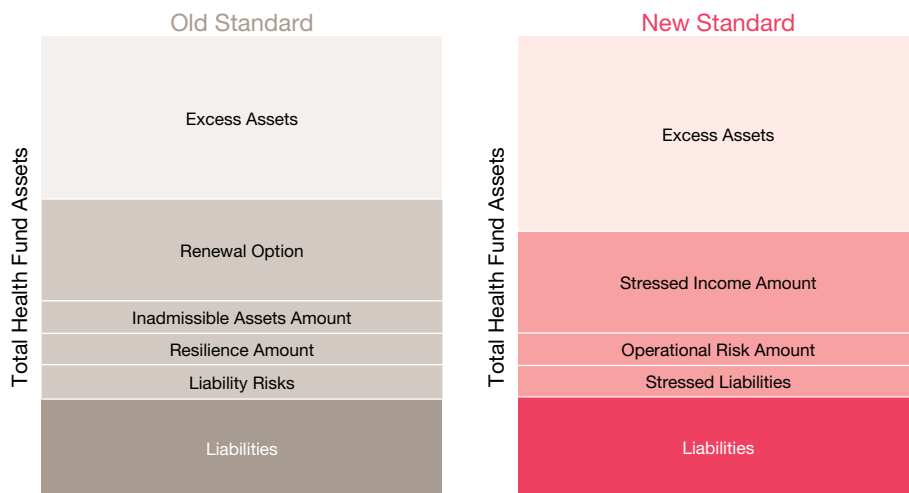 Old Standard
Total Health Fund Assets
Excess Assets
Renewal Option
Inadmissible Assets Amount
Resilience Amount
Liability Risks
Liabilities
New Standard
Total Health Fund Assets
Excess Assets
Stressed Income Amount
Operational Risk Amount
Stressed Liabilities
Liabilities